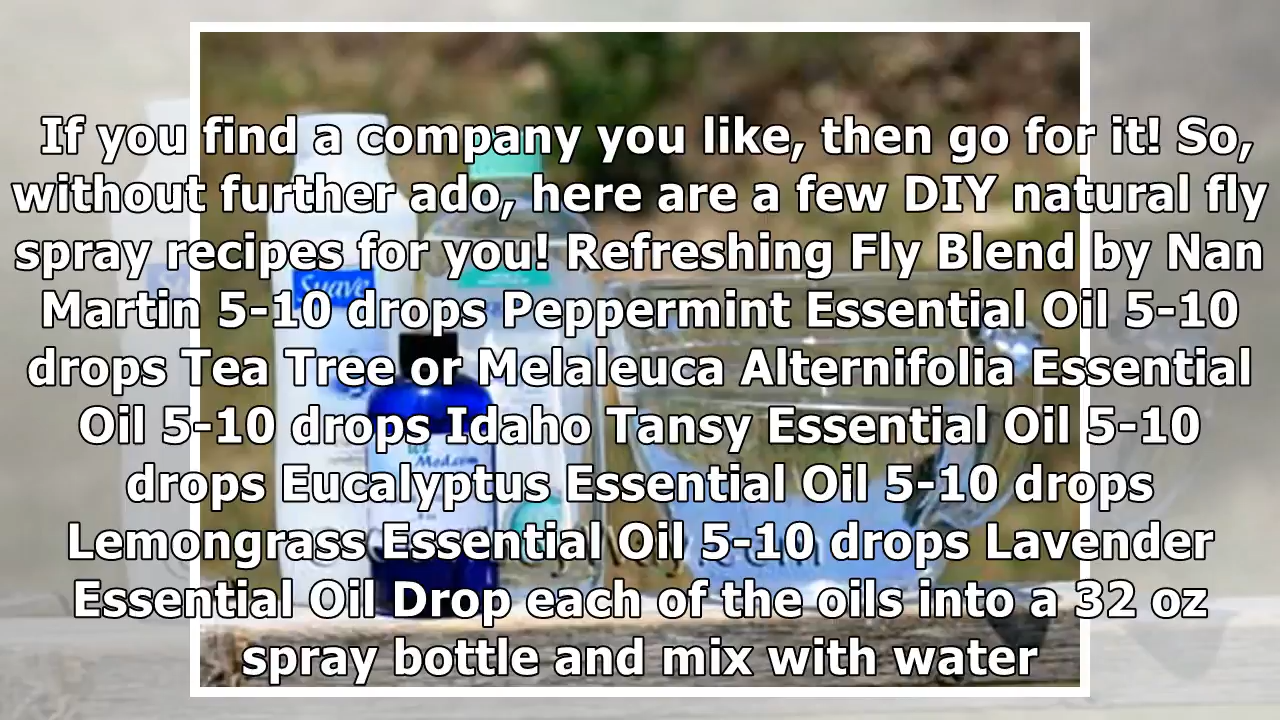 If you find a company you like, then go for it! So,
without further ado, here are a few DIY natural fly
spray recipes for you! Refreshing Fly Blend by Nan
Martin 5-10 drops Peppermint Essential Oil 5-10
drops Tea Tree or Melaleuca Alternifolia Essential
Oil 5-10 drops Idaho Tansy Essential Oil 5-10
drops Eucalyptus Essential Oil 5-10 drops
Lemongrass Essential Oil 5-10 drops Lavender
Essential Oil Drop each of the oils into a 32 oz
spray bottle and mix with water
Suave